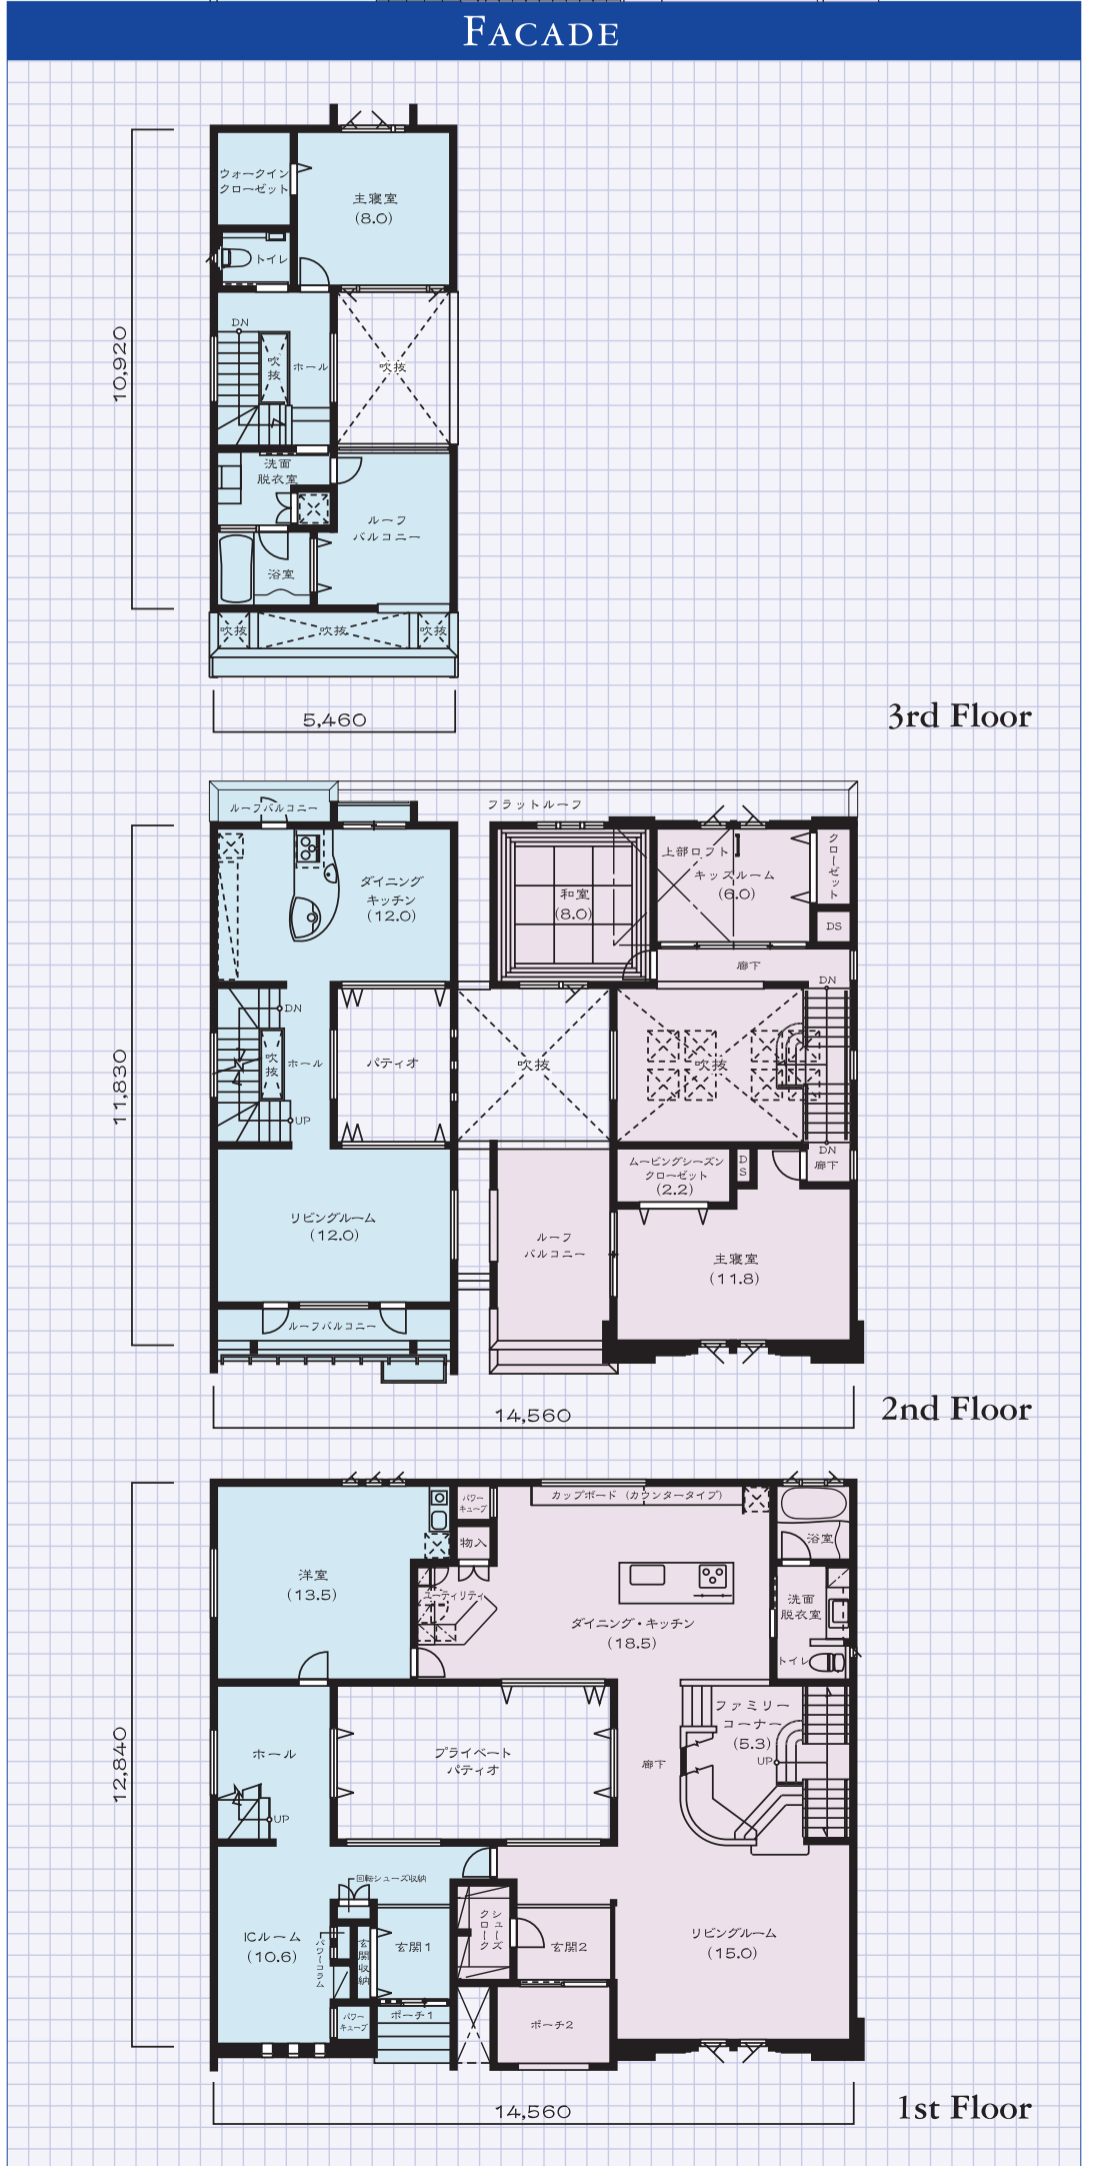 FACADE
ウォークイン
クローゼット
主寝室
(8.0)
トイレ
DN
吹
抜
ホール
吹抜
10,920
洗面
脱衣室
ルーフ
バルコニー
浴室
吹抜
吹抜
吹抜
5,460
3rd Floor
ルーフバルコニー
フラットルーフ
ダイニング
キッチン
(12.0)
和室
(8.0)
上部ロフト
キッズルーム
(6.0)
クローゼット
DS
廊下
DN
DN
吹
抜
ホール
パティオ
吹抜
吹抜
UP
11,830
DN
廊下
ムービングシーズン
クローゼット
(2.2)
DS
リビングルーム
(12.0)
ルーフ
バルコニー
主寝室
(11.8)
ルーフバルコニー
14,560
2nd Floor
パワー
キューブ
カップボード (カウンタータイプ)
物入
浴室
洋室
(13.5)
ユーティリティ
ダイニング・キッチン
(18.5)
洗面
脱衣室
トイレ
ファミリー
コーナー
(5.3)
UP
ホール
プライベート
パティオ
廊下
UP
12,840
回転シューズ収納
ICルーム
(10.6)
パワーコラム
玄関収納
玄関1
シューズ
クローク
玄関2
リビングルーム
(15.0)
パワー
キューブ
ポーチ1
ポーチ2
14,560
1st Floor